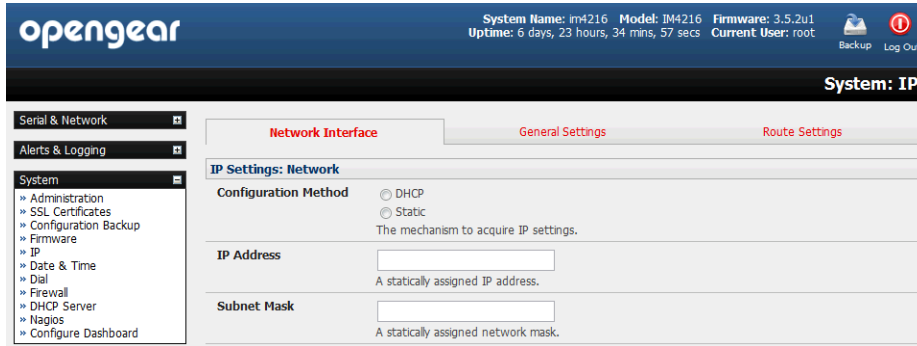 opengear
System Name: im4216 Model: IM4216 Firmware: 3.5.2u1
Uptime: 6 days, 23 hours, 34 mins, 57 secs Current User: root
Backup
Log Ou
System: IP
Serial & Network
Alerts & Logging
System
» Administration
» SSL Certificates
» Configuration Backup
» Firmware
» IP
» Date & Time
» Dial
» Firewall
» DHCP Server
» Nagios
» Configure Dashboard
Network Interface
General Settings
Route Settings
IP Settings: Network
Configuration Method
DHCP
Static
The mechanism to acquire IP settings.
IP Address
A statically assigned IP address.
Subnet Mask
A statically assigned network mask.